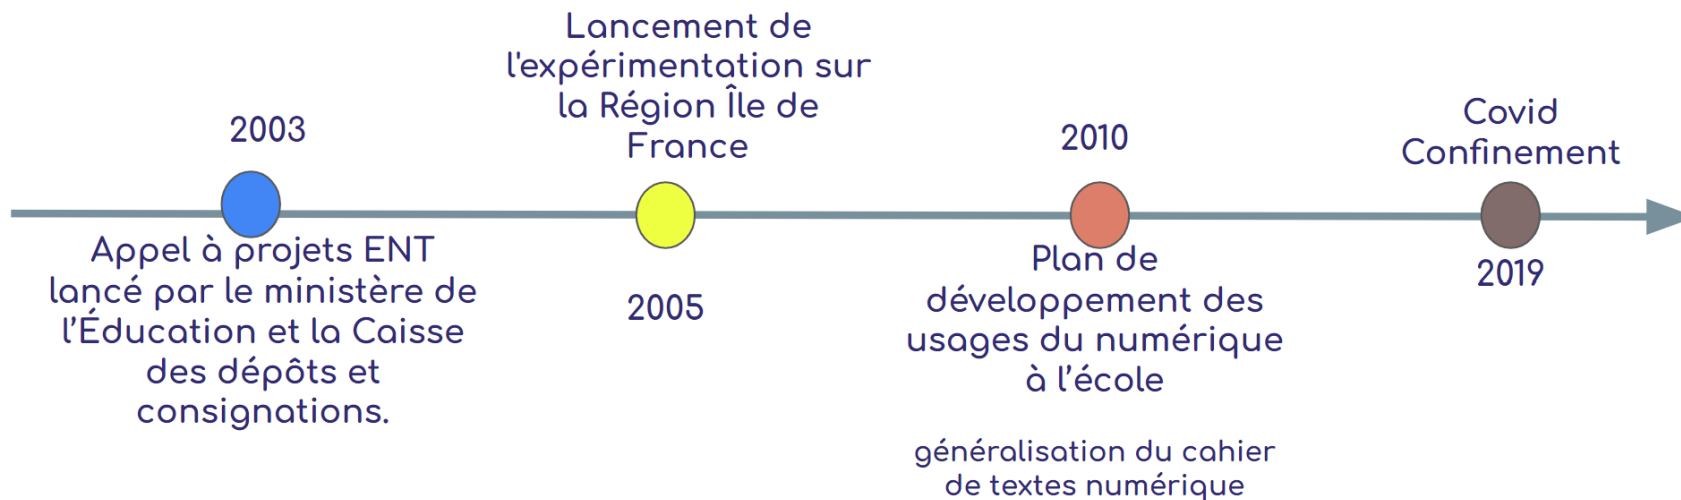 2003
Appel à projets ENT
lancé par le ministère de
l’Éducation et la Caisse
des dépôts et
consignations.
Lancement de
l'expérimentation sur
la Région Île de
France
2005
2010
Plan de
développement des
usages du numérique
à l’école
généralisation du cahier
de textes numérique
Covid
Confinement
2019